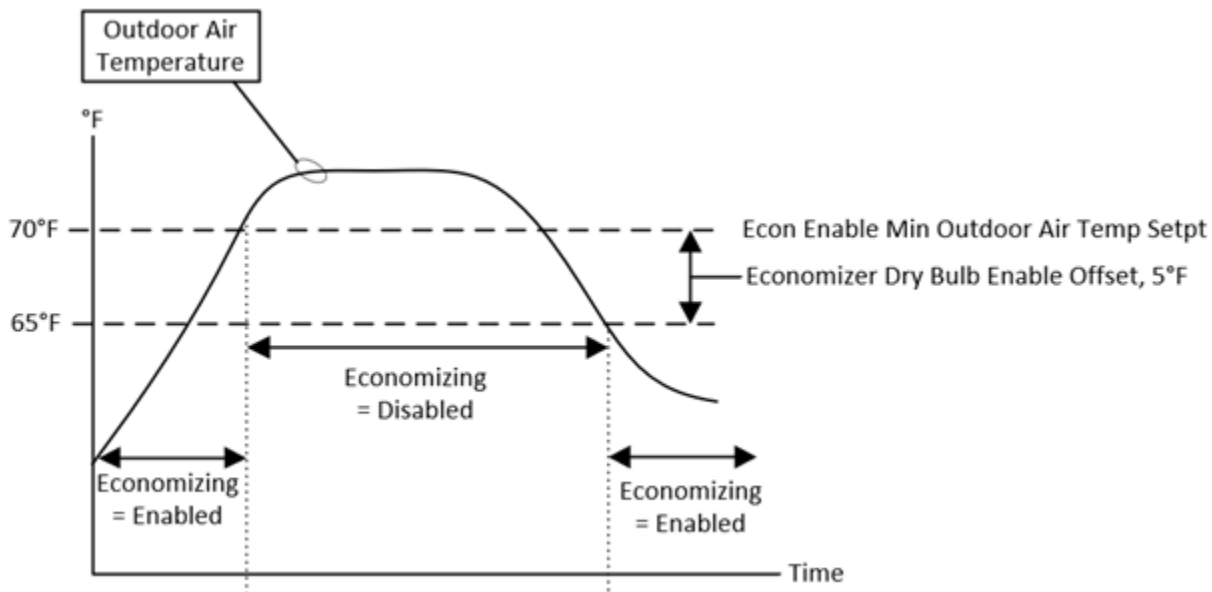 Outdoor Air
Temperature
°F
70°F
Econ Enable Min Outdoor Air Temp Setpt
Economizer Dry Bulb Enable Offset, 5°F
65°F
Economizing
= Disabled
Economizing
= Enabled
Economizing
= Enabled
Time